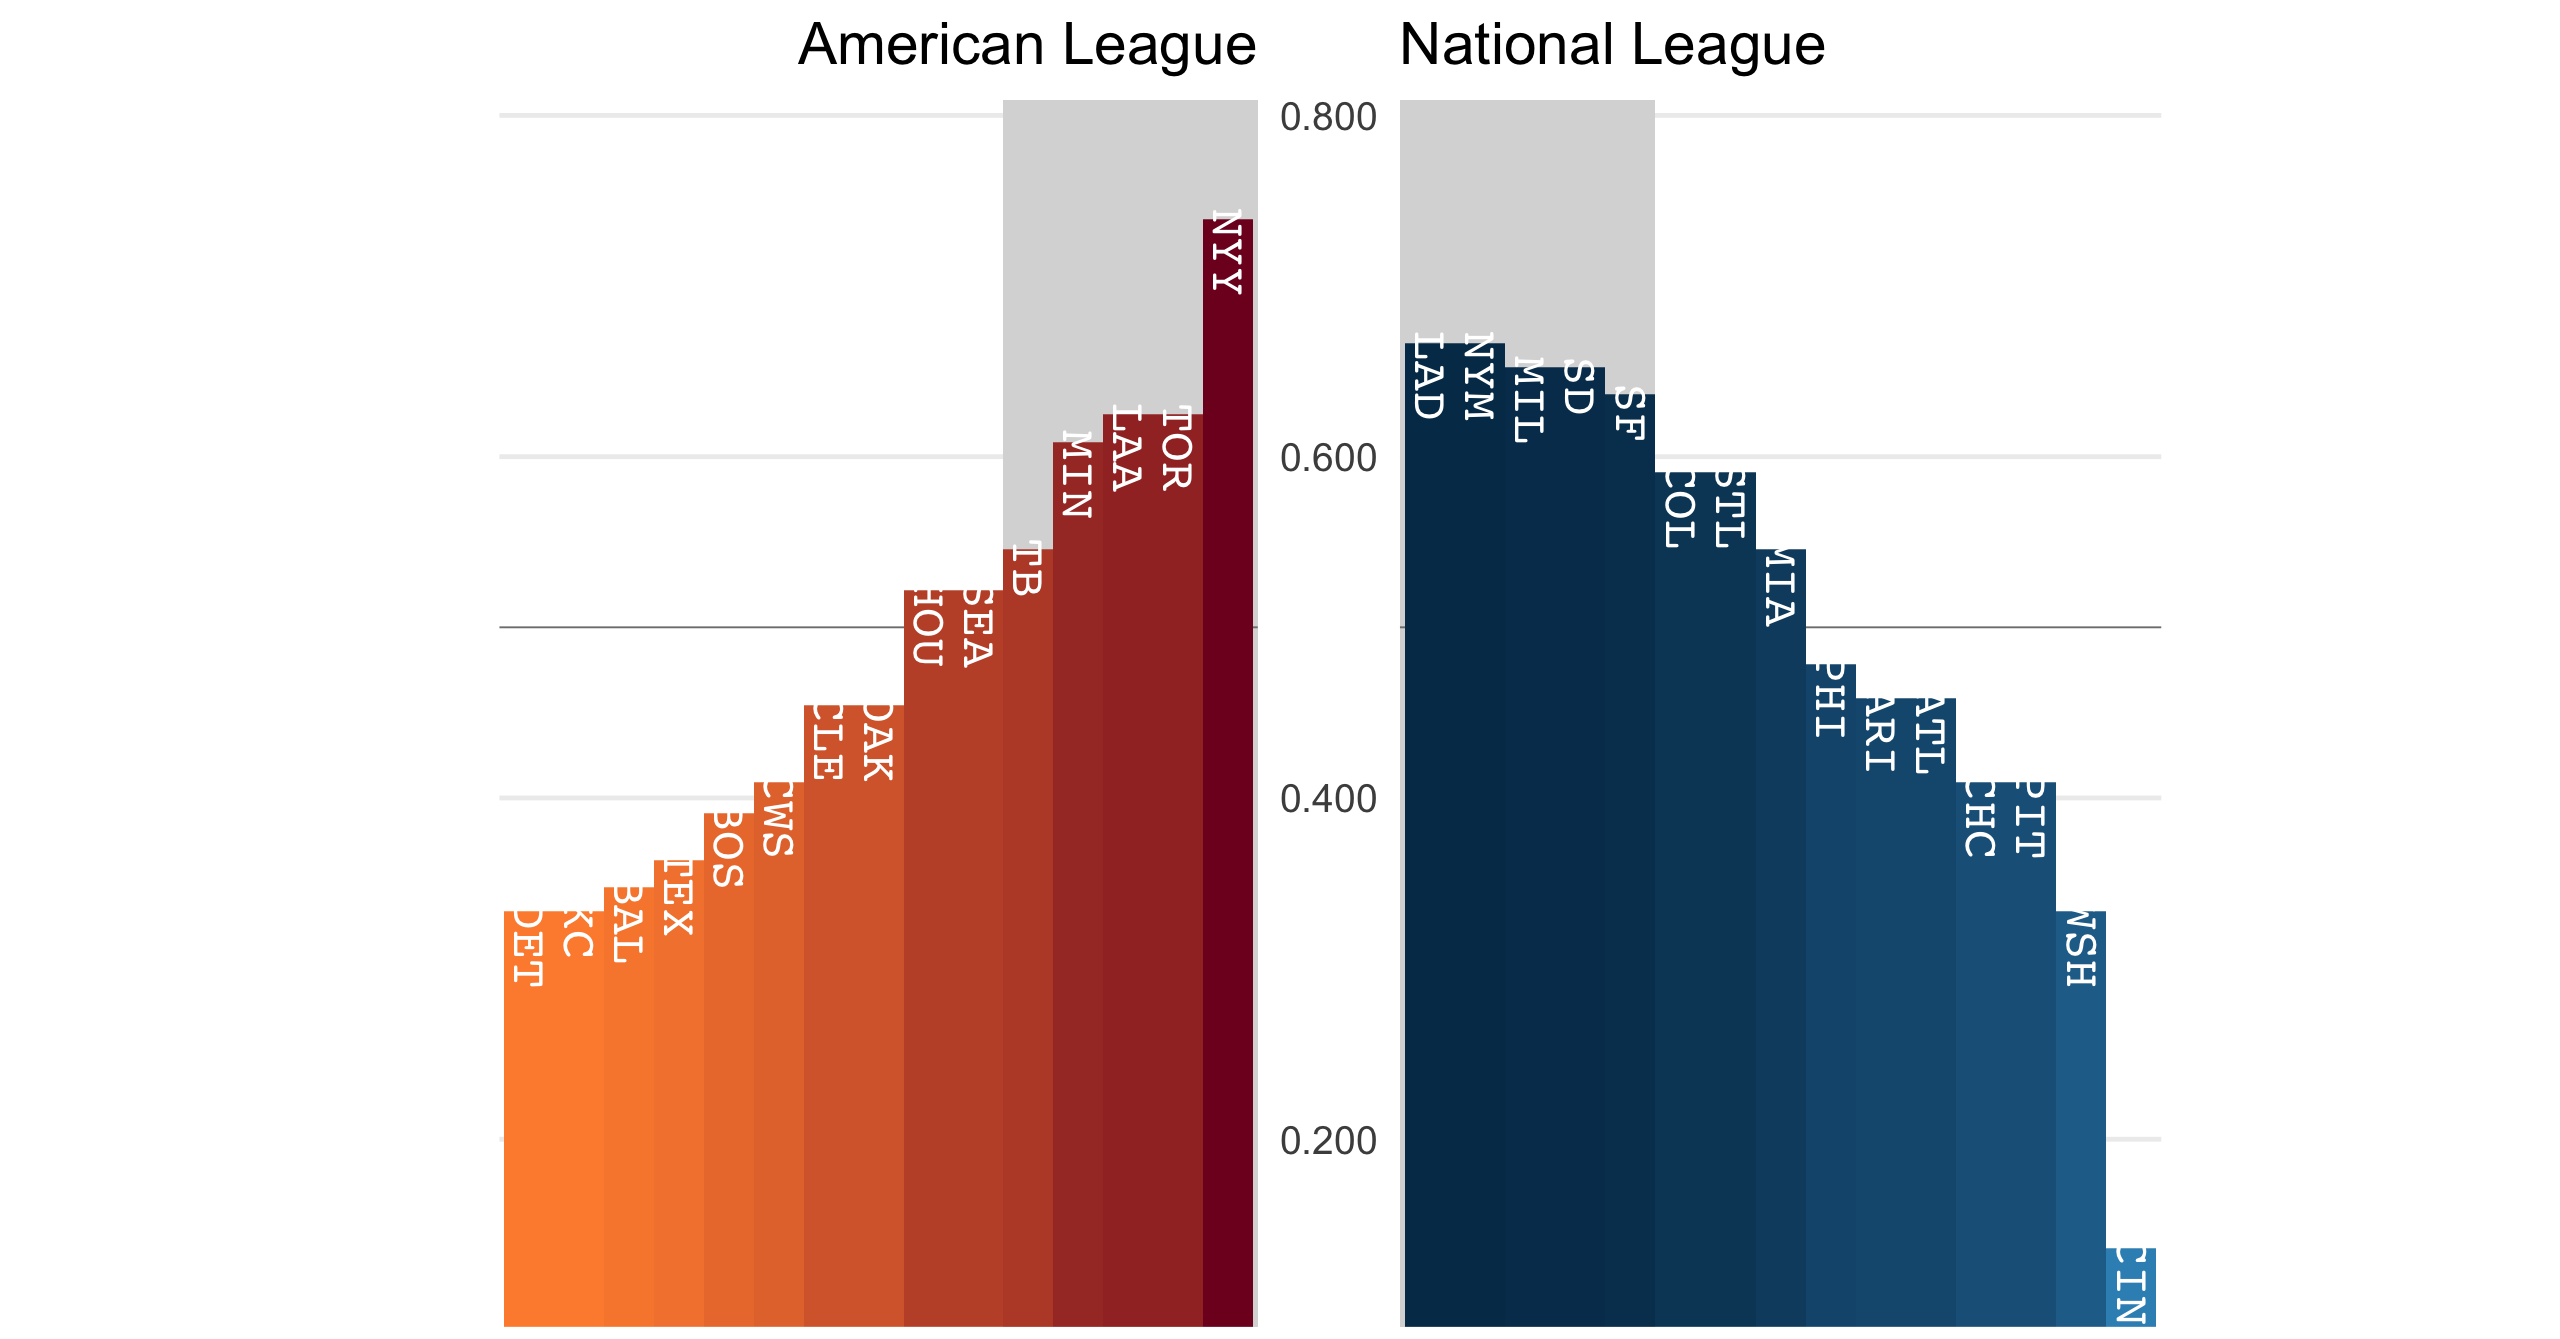 American League
National League
0.800
0.600
0.400
0.200
DET
KC
BAL
TEX
BOS
CWS
CLE
OAK
HOU
SEA
TB
MIN
LAA
TOR
NYY
LAD
NYM
MIL
SD
SF
COL
STL
MIA
PHI
ARI
ATL
CHC
PIT
WSH
CIN